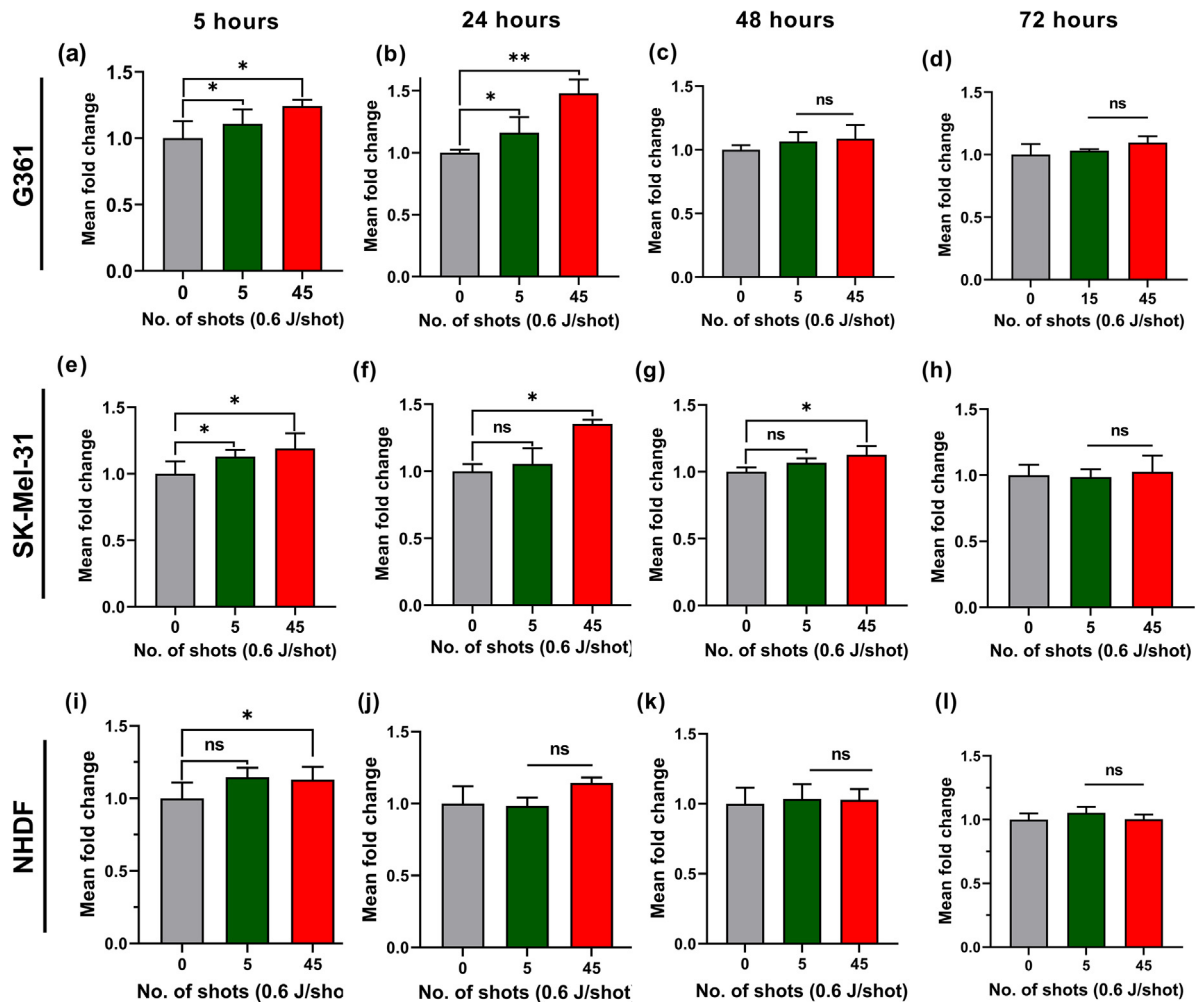 5 hours 24 hours 48 hours 72 hours
G361
(a)
Mean fold change
1.5
1.0
0.5
0.0
* *
0 5 45
No. of shots (0.6 J/shot)
(b)
Mean fold change
1.5
1.0
0.5
0.0
**
*
0 5 45
No. of shots (0.6 J/shot)
(c)
Mean fold change
1.5
1.0
0.5
0.0
ns
0 5 45
No. of shots (0.6 J/shot)
(d)
Mean fold change
1.5
1.0
0.5
0.0
ns
0 15 45
No. of shots (0.6 J/shot)
SK-Mel-31
(e)
Mean fold change
1.5
1.0
0.5
0.0
*
*
0 5 45
No. of shots (0.6 J/shot)
(f)
Mean fold change
1.5
1.0
0.5
0.0
*
ns
0 5 45
No. of shots (0.6 J/shot)
(g)
Mean fold change
1.5
1.0
0.5
0.0
*
ns
0 5 45
No. of shots (0.6 J/shot)
(h)
Mean fold change
1.5
1.0
0.5
0.0
ns
0 5 45
No. of shots (0.6 J/shot)
NHDF
(i)
Mean fold change
1.5
1.0
0.5
0.0
*
ns
0 5 45
No. of shots (0.6 J/sho
(j)
Mean fold change
1.5
1.0
0.5
0.0
ns
0 5 45
No. of shots (0.6 J/shot)
(k)
Mean fold change
1.5
1.0
0.5
0.0
ns
0 5 45
No. of shots (0.6 J/shot)
(l)
Mean fold change
1.5
1.0
0.5
0.0
ns
0 5 45
No. of shots (0.6 J/shot)